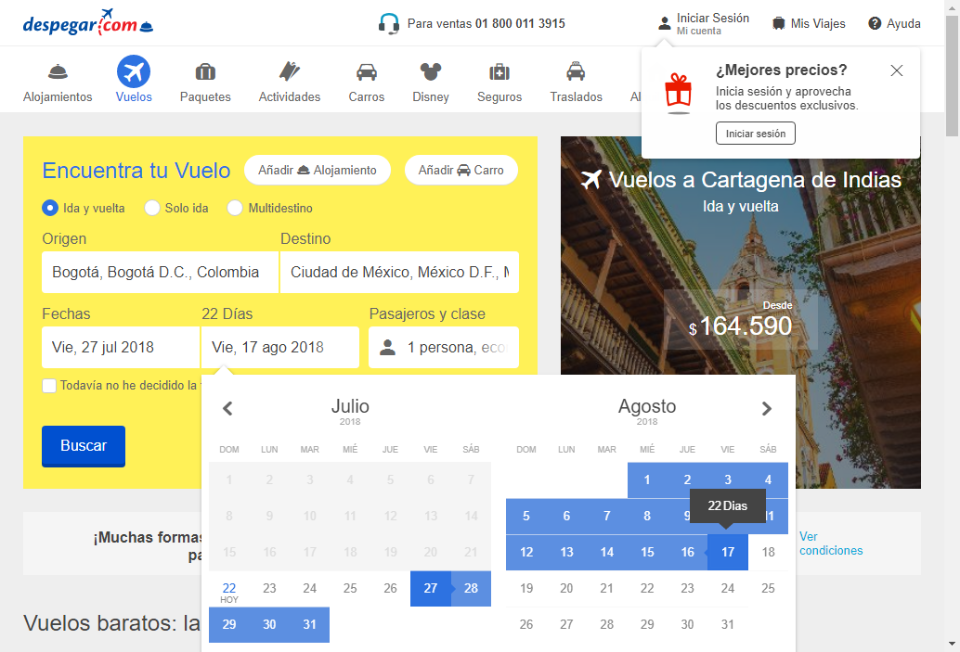 despegar.com
Para ventas 01 800 011 3915
Iniciar Sesión
Mi cuenta
Mis Viajes
Ayuda
Alojamientos
Vuelos
Paquetes
Actividades
Carros
Disney
Seguros
Traslados
¿Mejores precios?
Inicia sesión y aprovecha
los descuentos exclusivos.
Iniciar sesión
Encuentra tu Vuelo
Añadir Alojamiento
Añadir Carro
Ida y vuelta
Solo ida
Multidestino
Origen
Destino
Bogotá, Bogotá D.C., Colombia
Ciudad de México, México D.F.,
Fechas
22 Días
Pasajeros y clase
Vie, 27 jul 2018
Vie, 17 ago 2018
1 persona, eco
Todavía no he decidido la
Buscar
Vuelos a Cartagena de Indias
Ida y vuelta
Desde
$164.590
Julio
2018
DOM LUN MAR MIÉ JUE VIE SÁB
1 2 3 4 5 6 7
8 9 10 11 12 13 14
15 16 17 18 19 20 21
22 23 24 25 26 27 28
HOY
29 30 31
Agosto
2018
DOM LUN MAR MIÉ JUE VIE SÁB
1 2 3 4
22 Días
5 6 7 8 9 11
12 13 14 15 16 17 18
19 20 21 22 23 24 25
26 27 28 29 30 31
¡Muchas formas
Ver
condiciones
Vuelos baratos: la